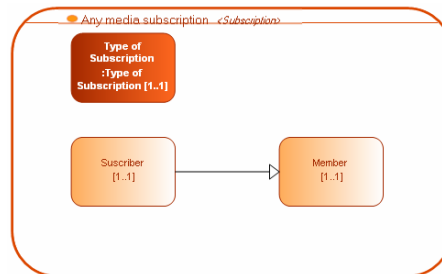 Any media subscription <Subscription>
Type of
Subscription
:Type of
Subscription [1..1]
Suscriber
[1..1]
Member
[1..1]